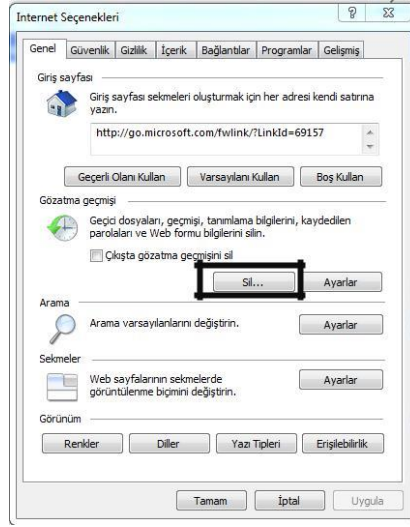 Internet Seçenekleri
Genel Güvenlik Gizlilik İçerik Bağlantılar Programlar Gelişmiş
Giriş sayfası
Giriş sayfası sekmeleri oluşturmak için her adresi kendi satırına
yazın.
http://go.microsoft.com/fwlink/?LinkId=69157
Geçerli Olanı Kullan Varsayılanı Kullan Boş Kullan
Gözatma geçmişi
Geçici dosyaları, geçmişi, tanımlama bilgilerini, kaydedilen
parolaları ve Web formu bilgilerini silin.
Çıkışta gözatma geçmişini sil
Sil... Ayarlar
Arama
Arama varsayılanlarını değiştirin. Ayarlar
Sekmeler
Web sayfalarının sekmelerde Ayarlar
görüntülenme biçimini değiştirin.
Görünüm
Renkler Diller Yazı Tipleri Erişilebilirlik
Tamam İptal Uygula